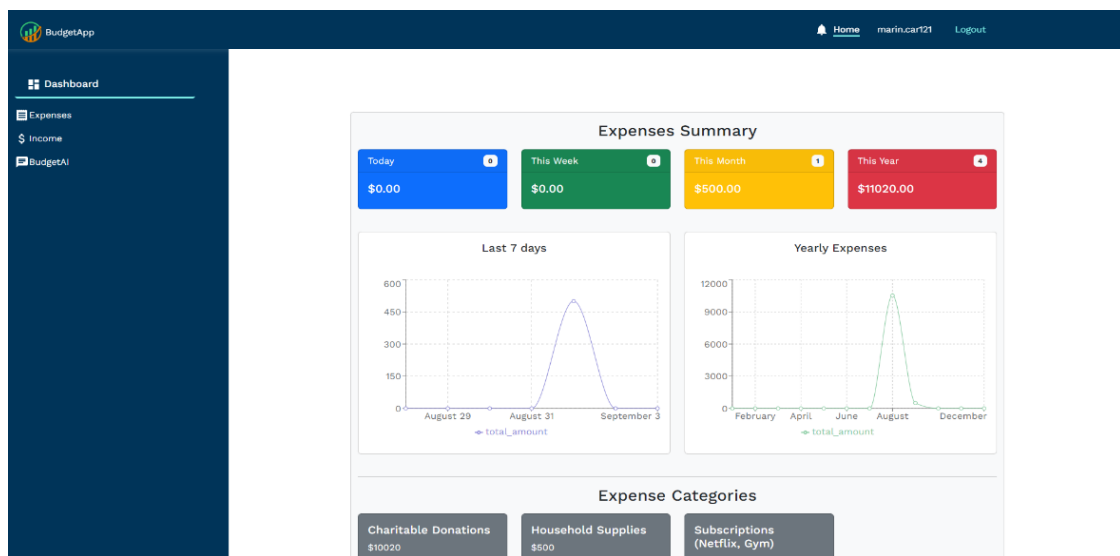 BudgetApp
Home marin.car121 Logout
Dashboard
Expenses
$ Income
BudgetAI
Expenses Summary
Today 0
$0.00
This Week 0
$0.00
This Month 1
$500.00
This Year 4
$11020.00
Last 7 days
600
450
300
150
0
August 29 August 31 September 3
total_amount
Yearly Expenses
12000
9000
6000
3000
0
February April June August December
total_amount
Expense Categories
Charitable Donations
$10020
Household Supplies
$500
Subscriptions
(Netflix, Gym)